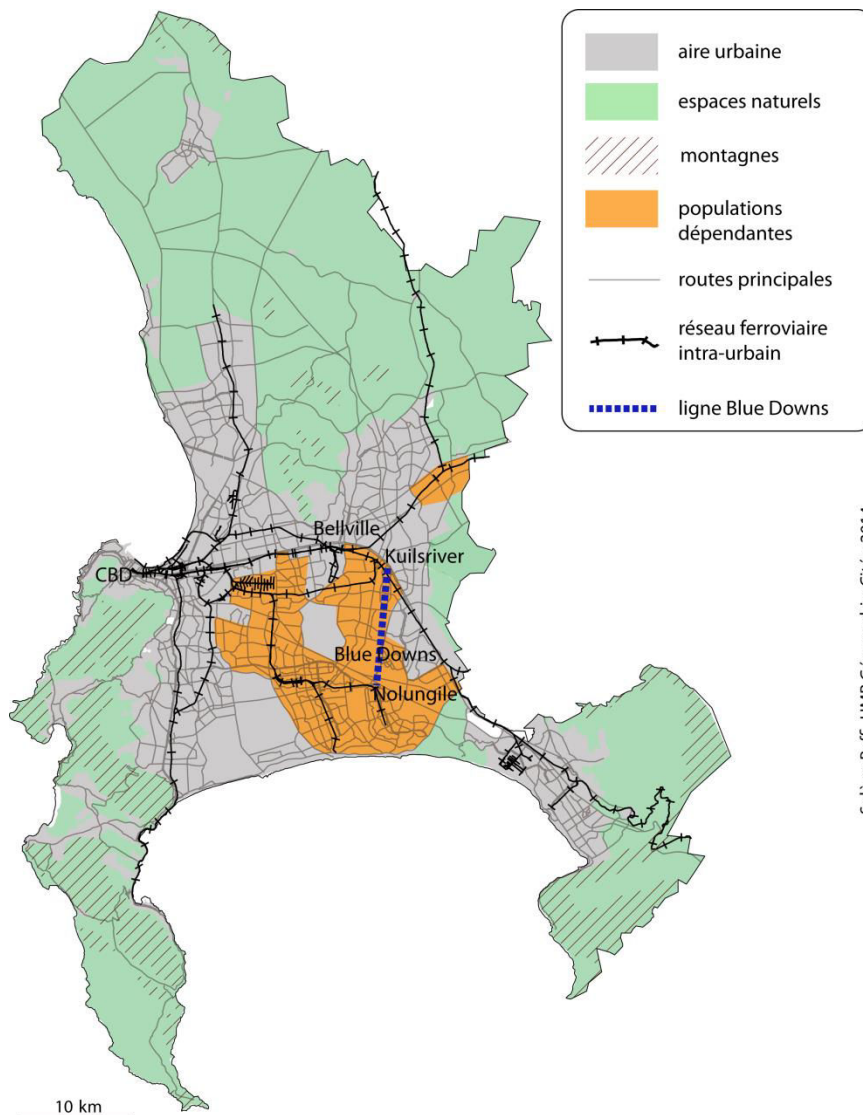 aire urbaine
espaces naturels
montagnes
populations
dépendantes
routes principales
réseau ferroviaire
intra-urbain
ligne Blue Downs
Bellville
Kuilsriver
CBD
Blue Downs
Nolungile
10 km